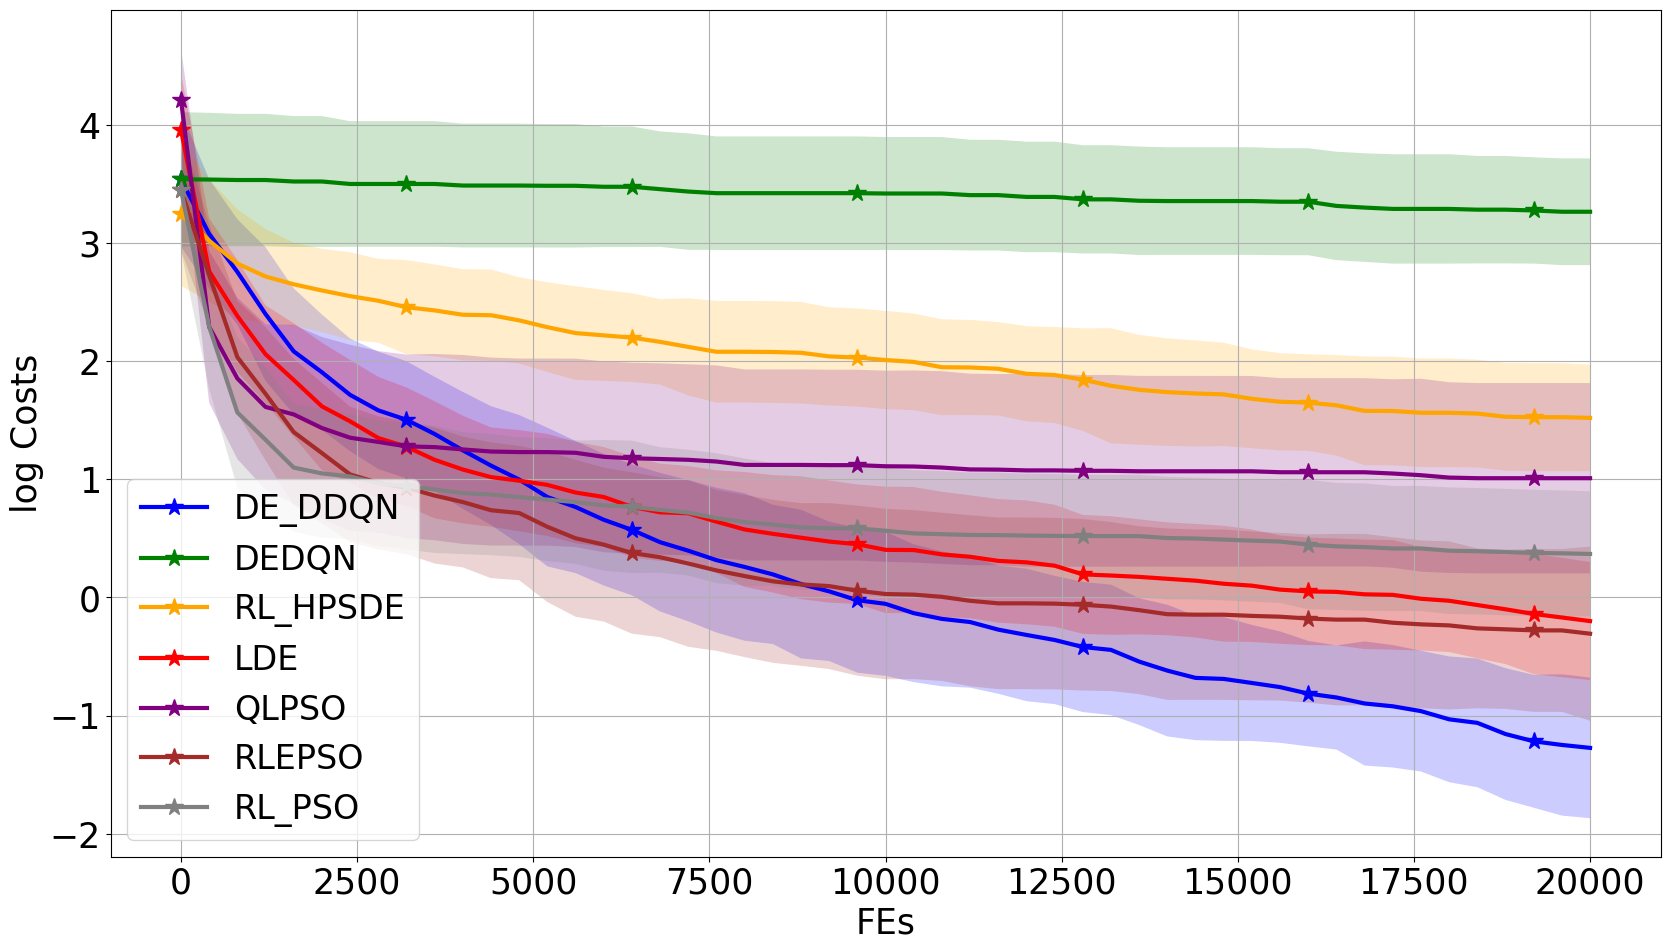 4
3
2
1
0
−1
−2
log Costs
DE_DDQN
DEDQN
RL_HPSDE
LDE
QLPSO
RLEPSO
RL_PSO
0 2500 5000 7500 10000 12500 15000 17500 20000
FEs